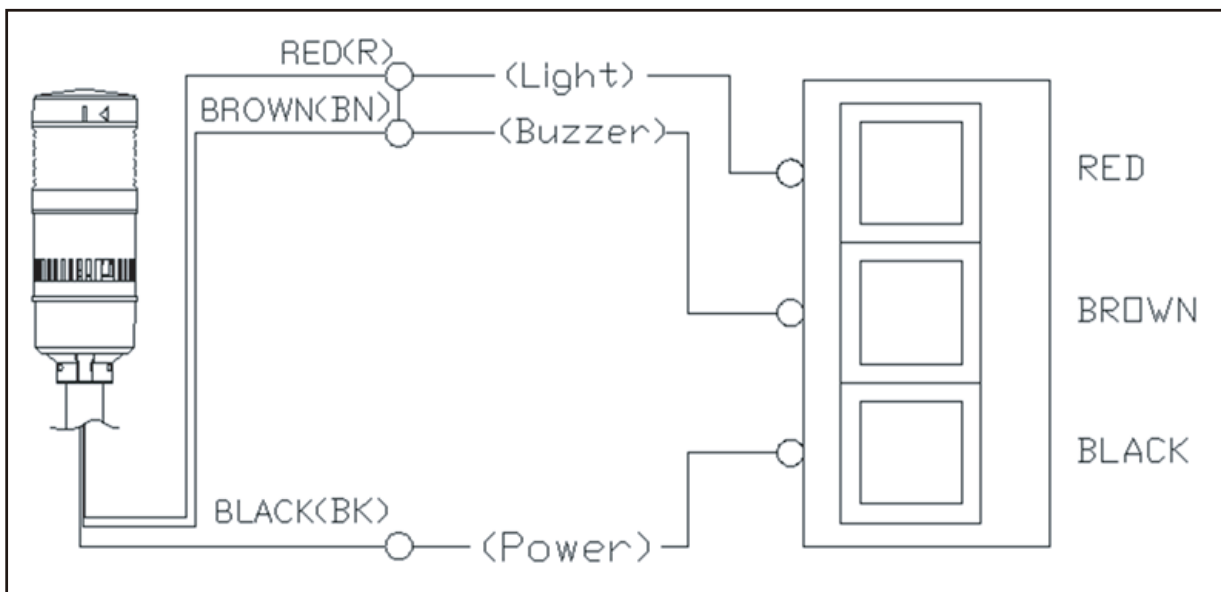 RED(R)
(Light)
BROWN(BN)
(Buzzer)
RED
BROWN
BLACK
BLACK(BK)
(Power)